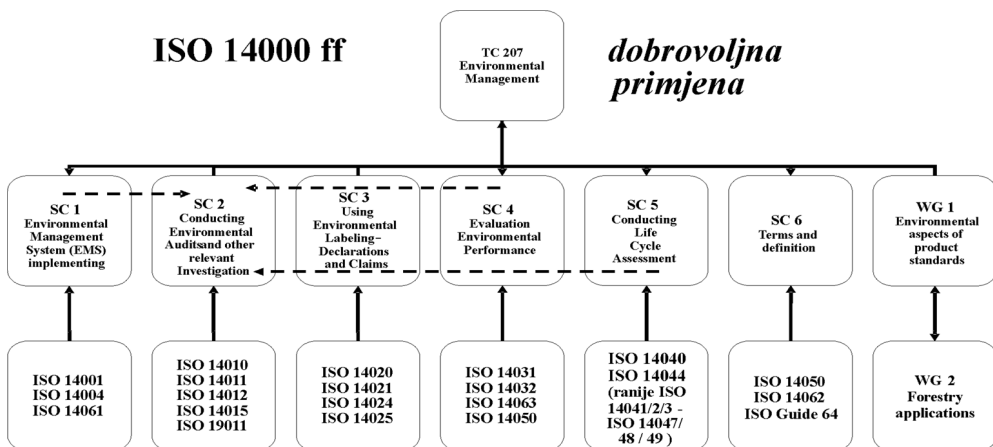 ISO 14000 ff
TC 207
Environmental
Management
dobrovoljna
primjena
SC 1
Environmental
Management
System (EMS)
implementing
SC 2
Conducting
Environmental
Auditsand other
relevant
Investigation
SC 3
Using
Environmental
Labeling-
Declarations
and Claims
SC 4
Evaluation
Environmental
Performance
SC 5
Conducting
Life
Cycle
Assessment
SC 6
Terms and
definition
WG 1
Environmental
aspects of
product
standards
ISO 14001
ISO 14004
ISO 14061
ISO 14010
ISO 14011
ISO 14012
ISO 14015
ISO 19011
ISO 14020
ISO 14021
ISO 14024
ISO 14025
ISO 14031
ISO 14032
ISO 14063
ISO 14050
ISO 14040
ISO 14044
(ranije ISO
14041/2/3 -
ISO 14047/
48 / 49 )
ISO 14050
ISO 14062
ISO Guide 64
WG 2
Forestry
applications